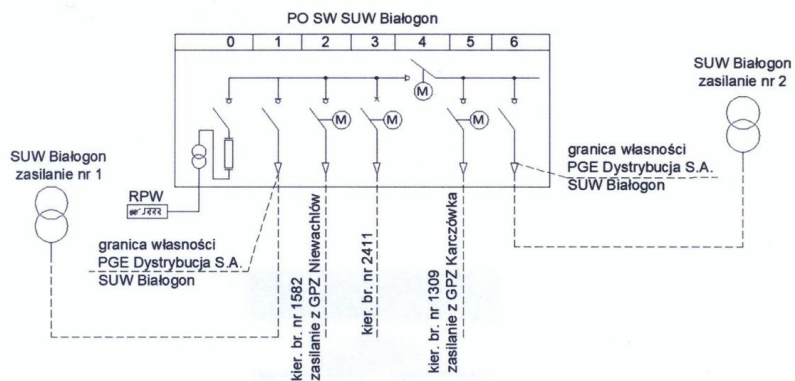 PO SW SUW Białogon
0 1 2 3 4 5 6
M
M
M
M
SUW Białogon
zasilanie nr 1
SUW Białogon
zasilanie nr 2
RPW
granica własności
PGE Dystrybucja S.A.
SUW Białogon
granica własności
PGE Dystrybucja S.A.
SUW Białogon
kier. br. nr 1582
zasilanie z GPZ Niewachlów
kier. br. nr 2411
kier. br. nr 1309
zasilanie z GPZ Karczówka